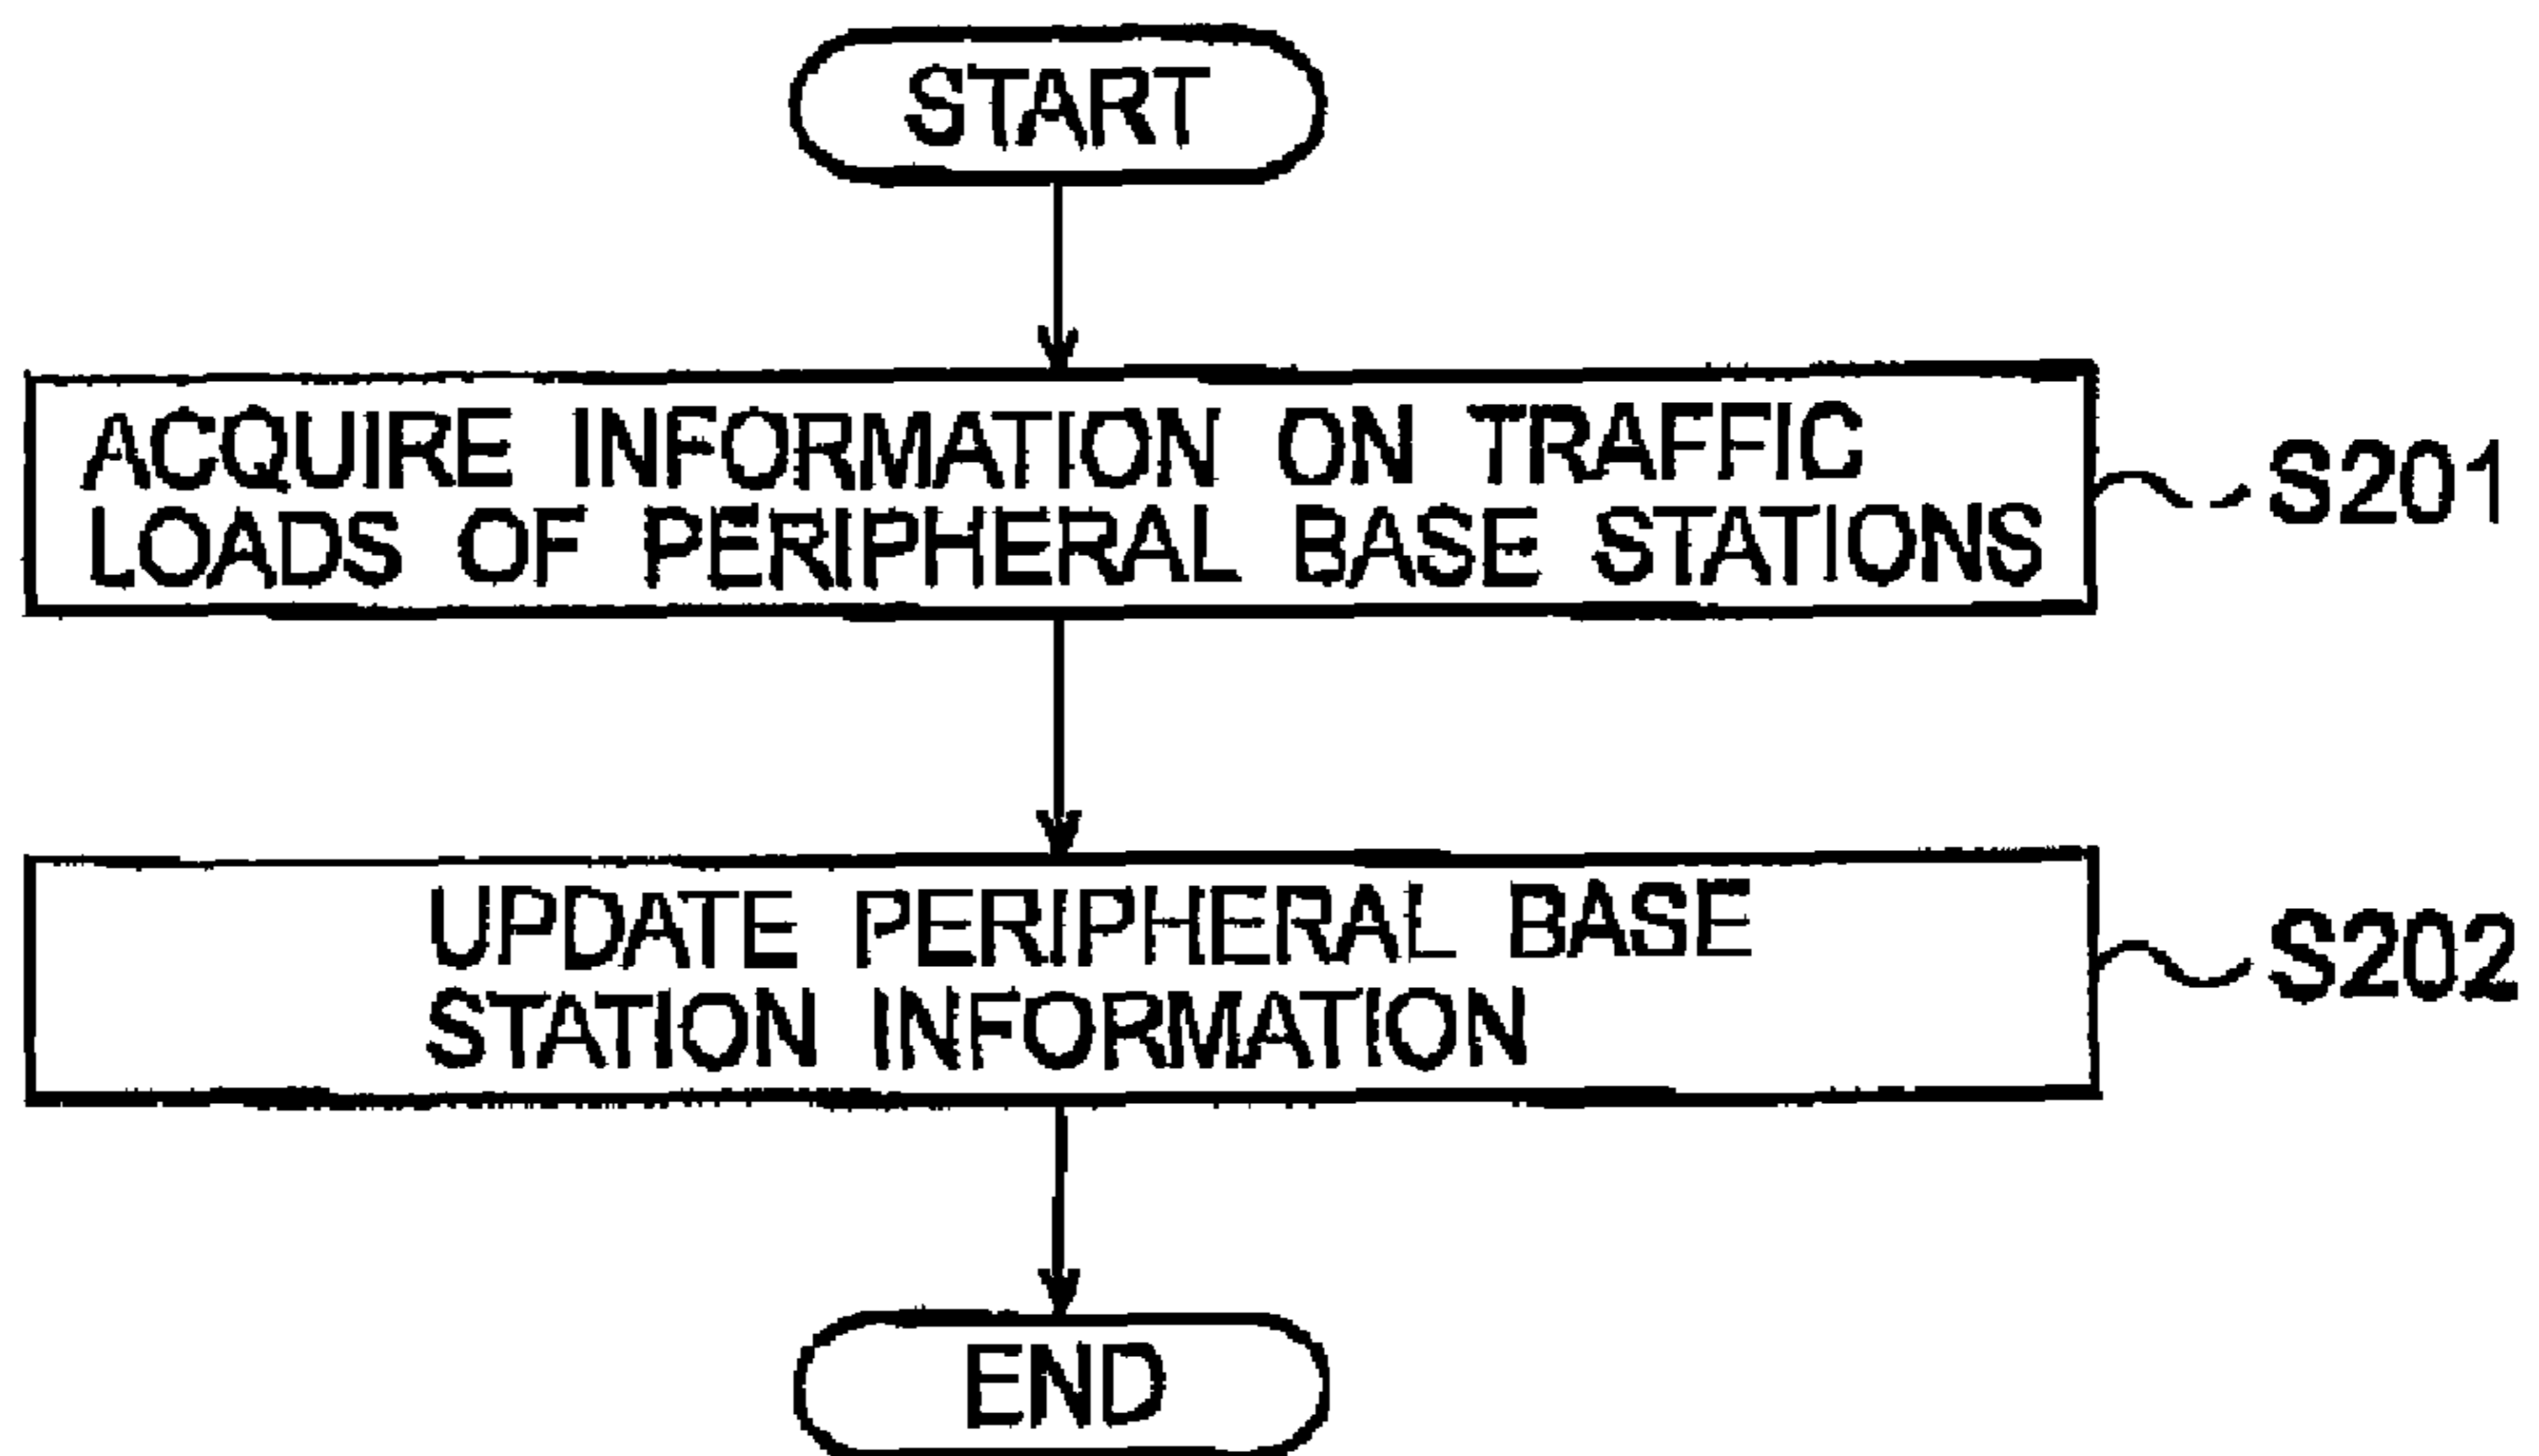 START
ACQUIRE INFORMATION ON TRAFFIC
LOADS OF PERIPHERAL BASE STATIONS
S201
UPDATE PERIPHERAL BASE
STATION INFORMATION
S202
END